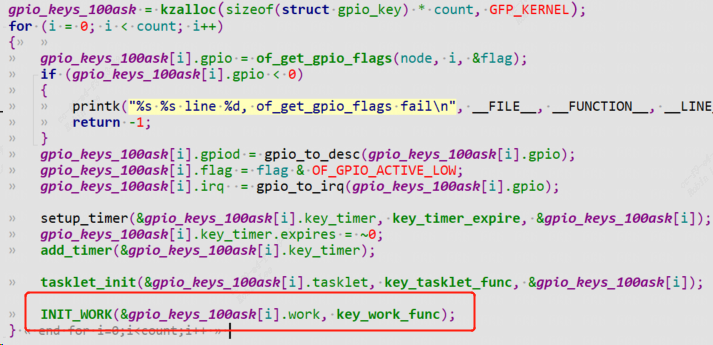 gpio_keys_100ask = kzalloc(sizeof(struct gpio_key) * count, GFP_KERNEL);
for (i = 0; i < count; i++)
{
gpio_keys_100ask[i].gpio = of_get_gpio_flags(node, i, &flag);
if (gpio_keys_100ask[i].gpio < 0)
{
printk("%s %s line %d, of_get_gpio_flags fail\n", __FILE__, __FUNCTION__, __LINE_
return -1;
}
gpio_keys_100ask[i].gpiod = gpio_to_desc(gpio_keys_100ask[i].gpio);
gpio_keys_100ask[i].flag = flag & OF_GPIO_ACTIVE_LOW;
gpio_keys_100ask[i].irq = gpio_to_irq(gpio_keys_100ask[i].gpio);
setup_timer(&gpio_keys_100ask[i].key_timer, key_timer_expire, &gpio_keys_100ask[i]);
gpio_keys_100ask[i].key_timer.expires = ~0;
add_timer(&gpio_keys_100ask[i].key_timer);
tasklet_init(&gpio_keys_100ask[i].tasklet, key_tasklet_func, &gpio_keys_100ask[i]);
INIT_WORK(&gpio_keys_100ask[i].work, key_work_func);
} « end for i=0;i<count;i++ »